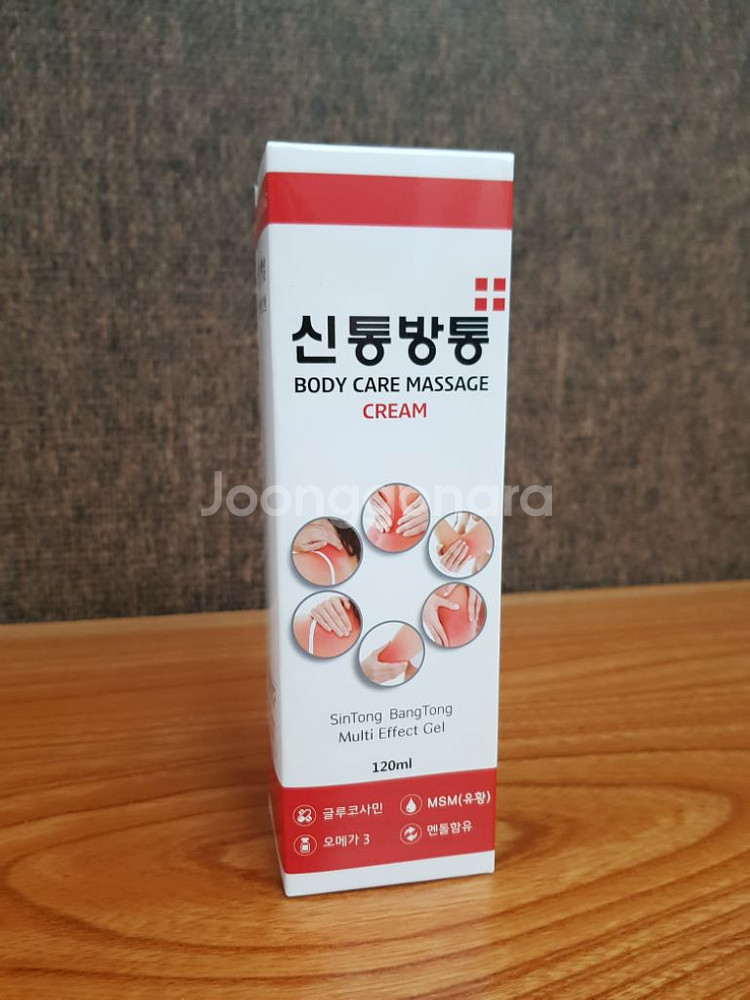 신통방통
BODY CARE MASSAGE
CREAM
Joonggonara
SinTong BangTong
Multi Effect Gel
120ml
글루코사민
MSM(유황)
오메가 3
멘톨함유